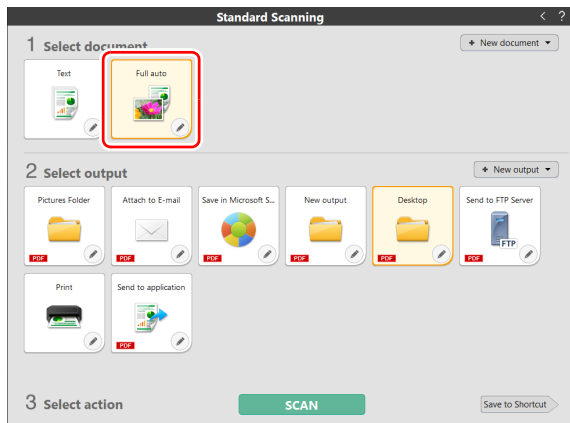 Standard Scanning < ?
1 Select document + New document
Text Full auto
2 Select output + New output
Pictures Folder Attach to E-mail Save in Microsoft S... New output Desktop Send to FTP Server
FTP
PDF PDF PDF PDF PDF PDF
Print Send to application
PDF
3 Select action SCAN Save to Shortcut